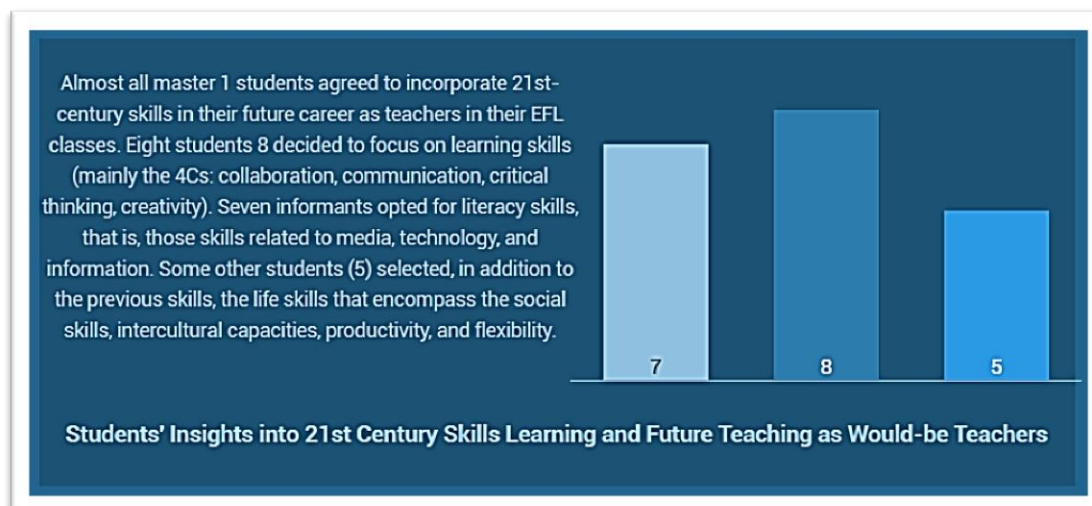 Almost all master 1 students agreed to incorporate 21st-
century skills in their future career as teachers in their EFL
classes. Eight students 8 decided to focus on learning skills
(mainly the 4Cs: collaboration, communication, critical
thinking, creativity). Seven informants opted for literacy skills,
that is, those skills related to media, technology, and
information. Some other students (5) selected, in addition to
the previous skills, the life skills that encompass the social
skills, intercultural capacities, productivity, and flexibility.
7 8 5
Students' Insights into 21st Century Skills Learning and Future Teaching as Would-be Teachers